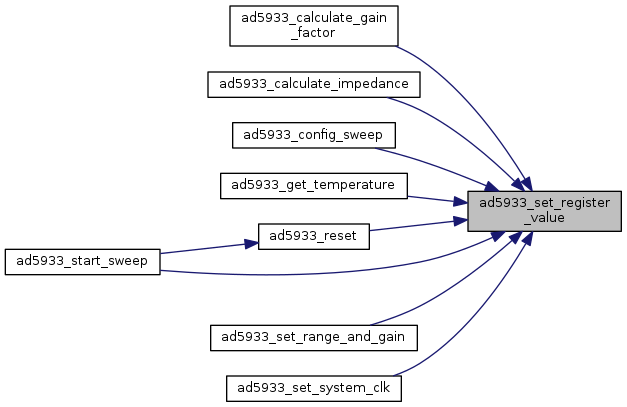 ad5933_calculate_gain
_factor
ad5933_calculate_impedance
ad5933_config_sweep
ad5933_get_temperature
ad5933_set_register
_value
ad5933_reset
ad5933_start_sweep
ad5933_set_range_and_gain
ad5933_set_system_clk